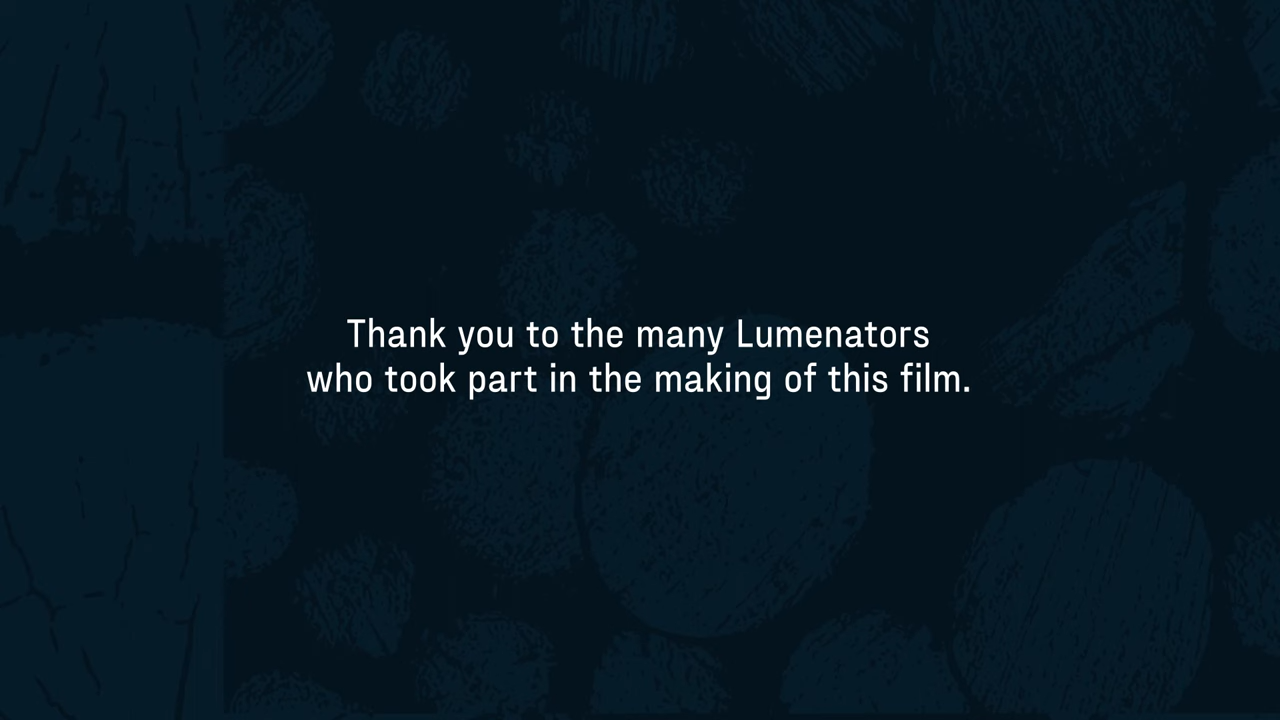 Thank you to the many Lumenators
who took part in the making of this film.